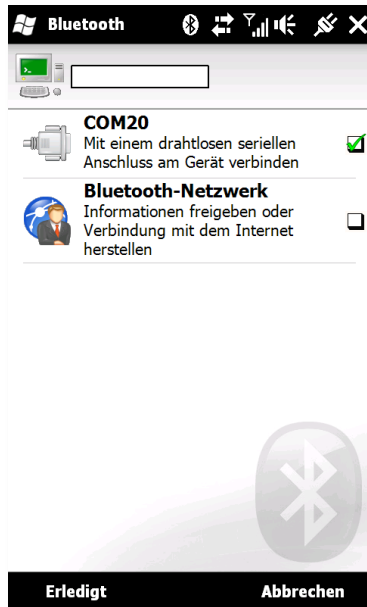 Bluetooth
COM20
Mit einem drahtlosen seriellen
Anschluss am Gerät verbinden
Bluetooth-Netzwerk
Informationen freigeben oder
Verbindung mit dem Internet
herstellen
Erledigt Abbrechen